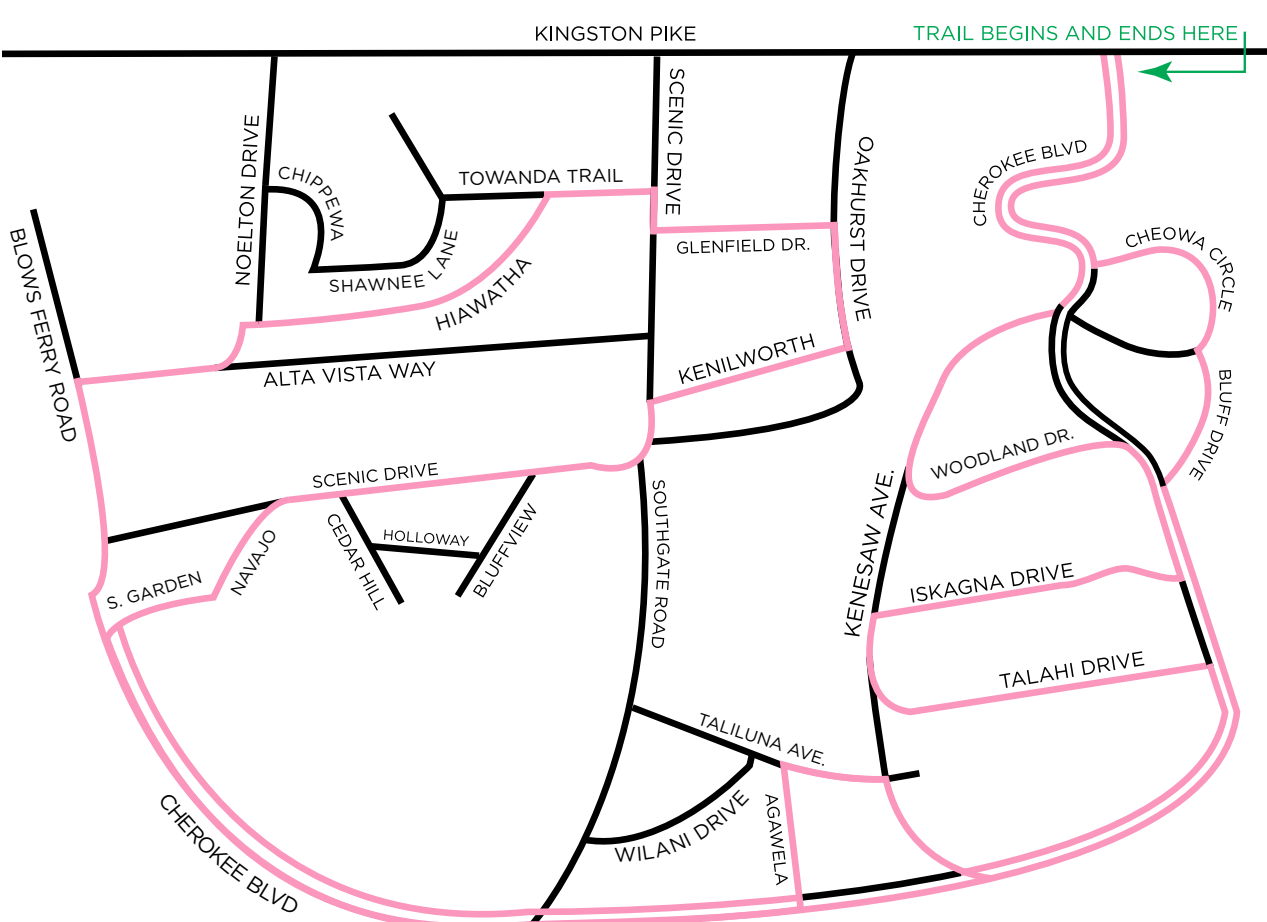 KINGSTON PIKE
TRAIL BEGINS AND ENDS HERE
SCENIC DRIVE
NOELTON DRIVE
CHIPPEWA
TOWANDA TRAIL
OAKHURST DRIVE
CHEROKEE BLVD
BLOWS FERRY ROAD
SHAWNEE LANE
GLENFIELD DR.
CHEOWA CIRCLE
HIAWATHA
ALTA VISTA WAY
KENILWORTH
BLUFF DRIVE
SCENIC DRIVE
WOODLAND DR.
KENESAW AVE.
CEDAR HILL
HOLLOWAY
BLUFFVIEW
SOUTHGATE ROAD
S. GARDEN
NAVAJO
ISKAGNA DRIVE
TALAHI DRIVE
TALILUNA AVE.
WILANI DRIVE
AGAWELA
CHEROKEE BLVD